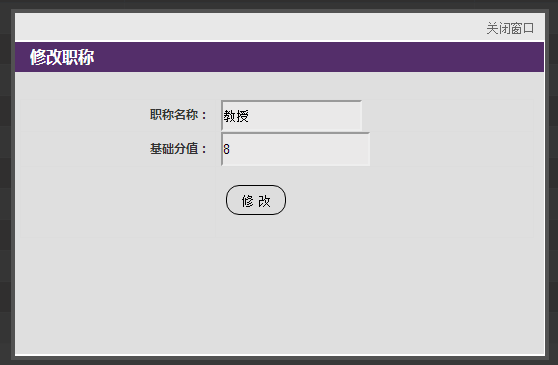 关闭窗口
修改职称
职称名称： 教授
基础分值： 8
修 改